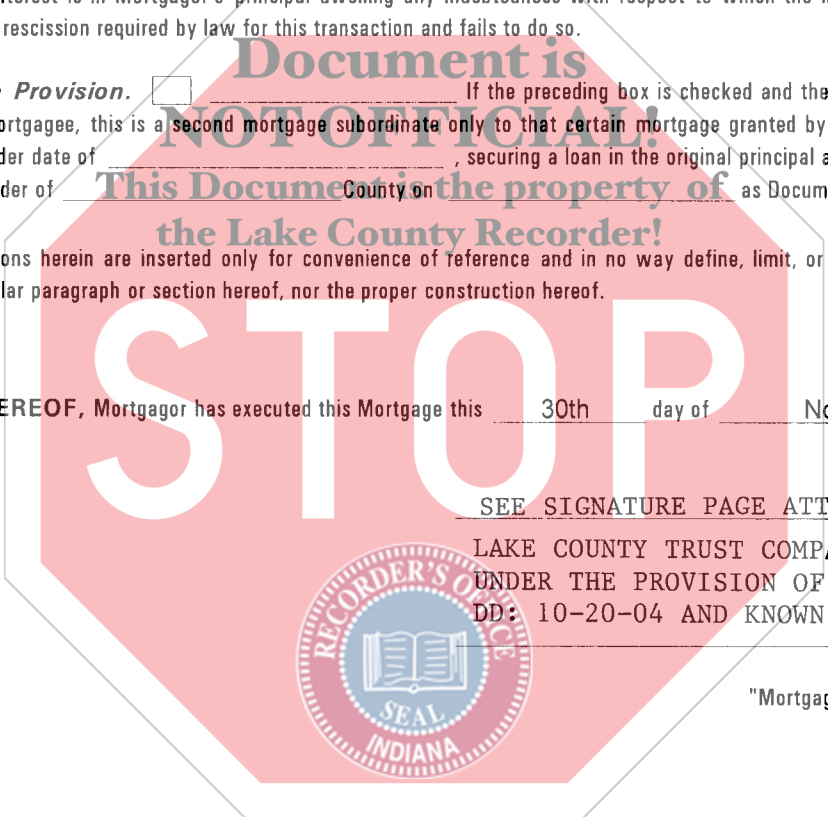 rescission required by law for this transaction and fails to do so.
Document is
Provision. If the preceding box is checked and the
NOT OFFICIAL!
ortgagee, this is a second mortgage subordinate only to that certain mortgage granted by
der date of , securing a loan in the original principal a
This Document is the property of
der of County on as Docum
the Lake County Recorder!
ons herein are inserted only for convenience of reference and in no way define, limit, or
lar paragraph or section hereof, nor the proper construction hereof.
STOP
EREOF, Mortgagor has executed this Mortgage this 30th day of No
SEE SIGNATURE PAGE ATT
LAKE COUNTY TRUST COMPA
UNDER THE PROVISION OF
DD: 10-20-04 AND KNOWN
RECORDER'S OFFICE
SEAL
INDIANA
"Mortgag